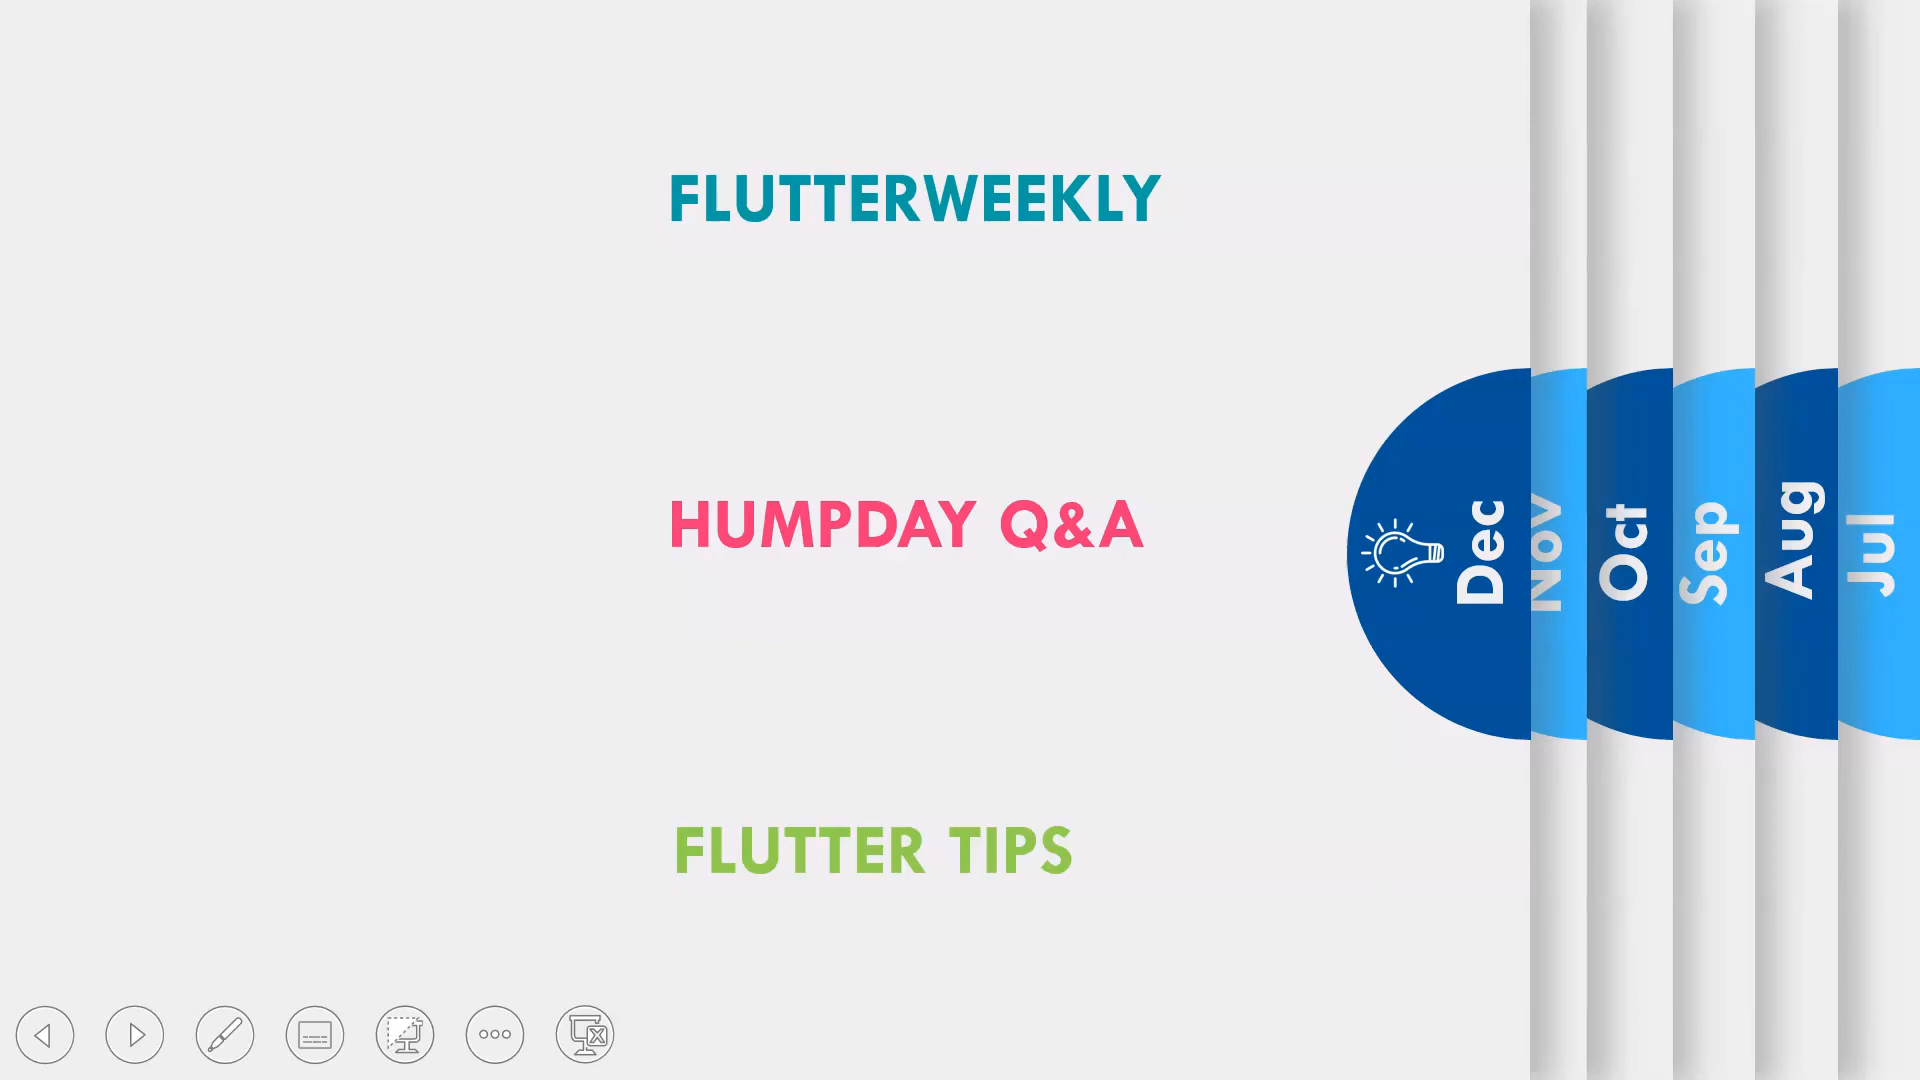 FLUTTERWEEKLY
HUMPDAY Q&A
FLUTTER TIPS
Dec
Nov
Oct
Sep
Aug
Jul